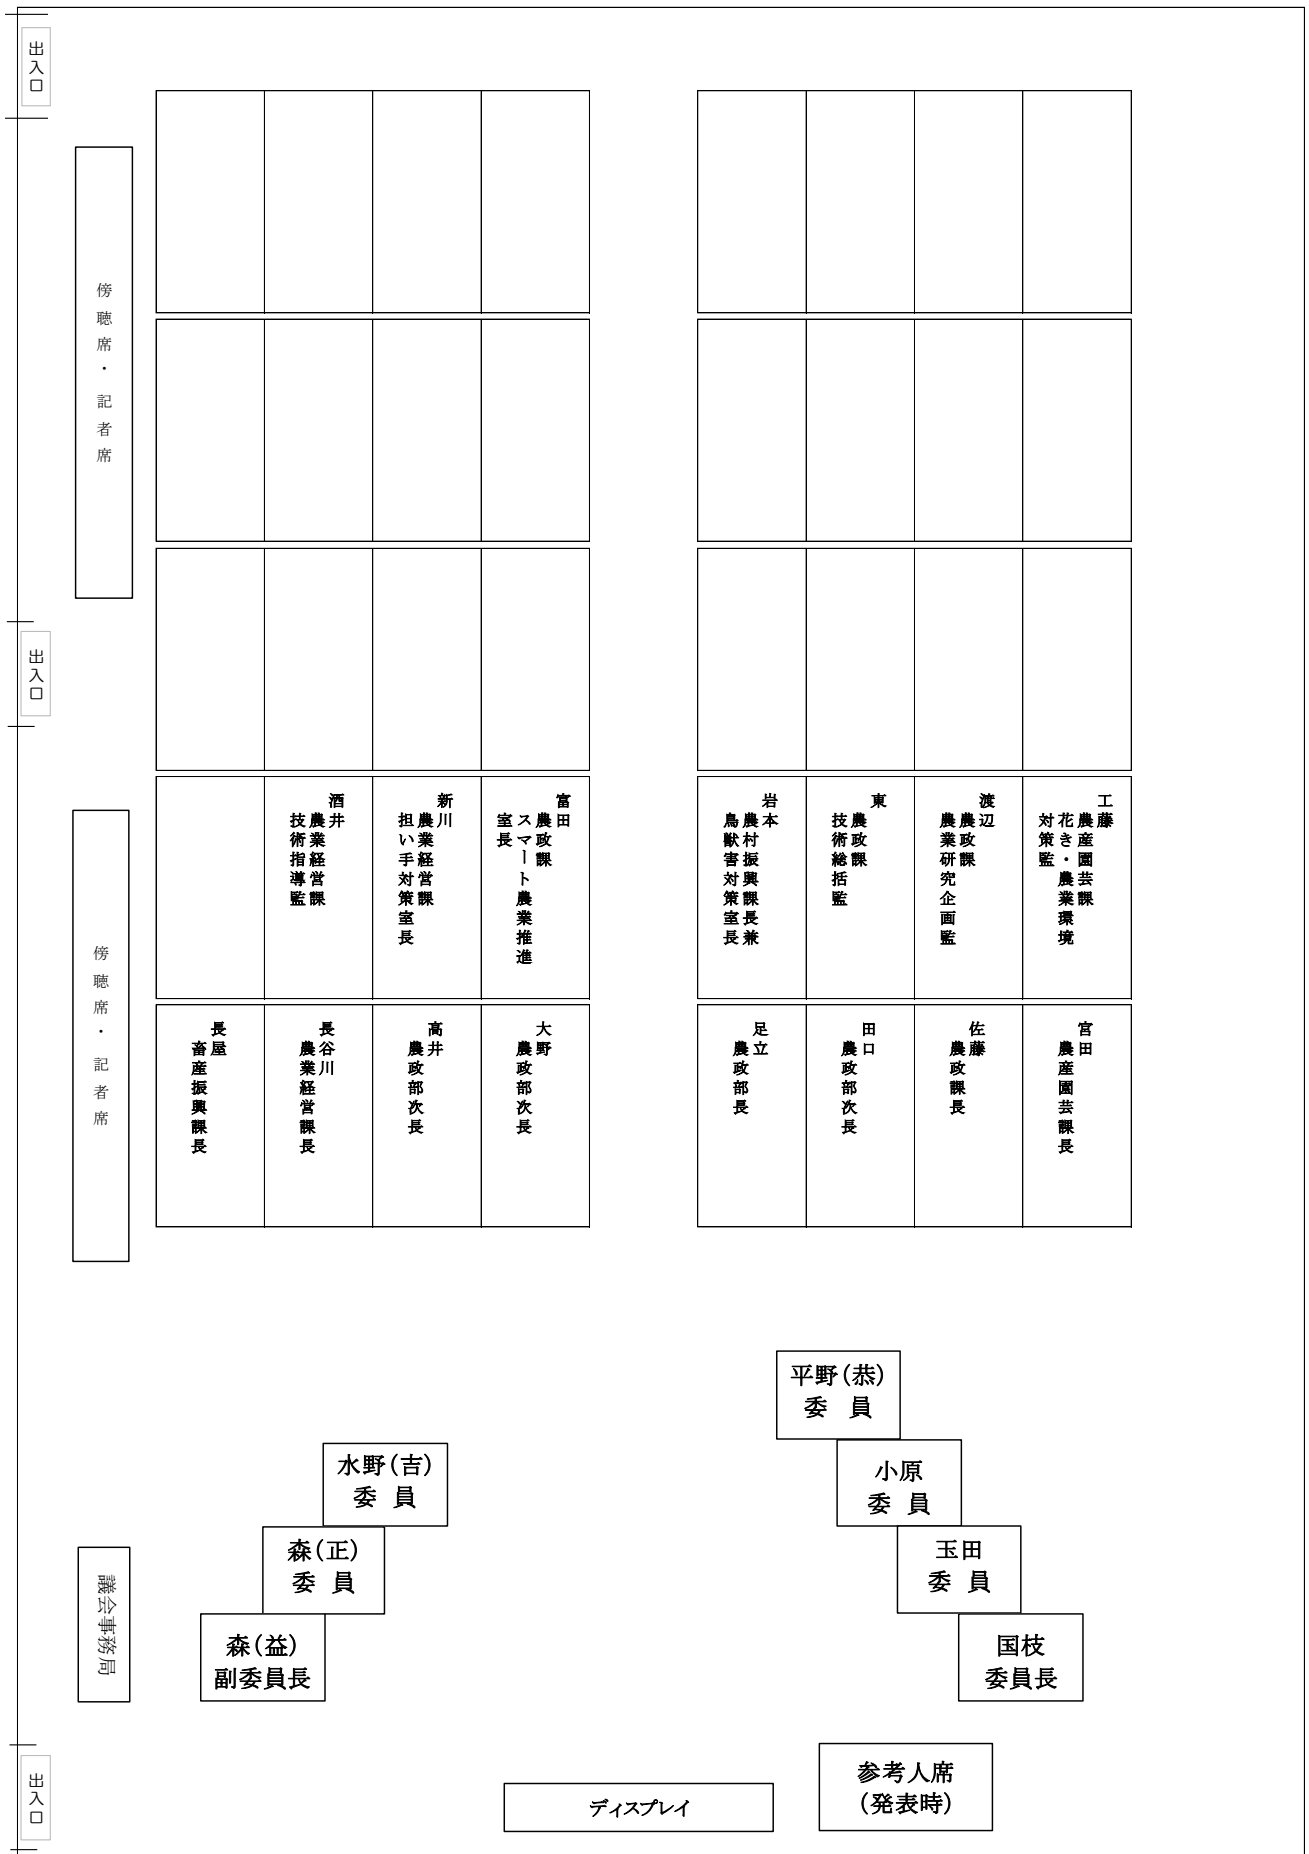 出入口
傍聴席・記者席
出入口
酒井
農業経営課
技術指導監
新川
農業経営課
担い手対策室長
富田
農政課
スマート農業推進
室長
岩本
農村振興課長兼
鳥獣害対策室長
東
農政課
技術総括監
渡辺
農政課
農業研究企画監
工藤
農産園芸課
花き・農業環境
対策監
傍聴席・記者席
長屋
畜産振興課長
長谷川
農業経営課長
高井
農政部次長
大野
農政部次長
足立
農政部長
田口
農政部次長
佐藤
農政課長
宮田
農産園芸課長
平野(恭)
委 員
水野(吉)
委 員
小原
委 員
森(正)
委 員
玉田
委 員
議会事務局
森(益)
副委員長
国枝
委員長
出入口
ディスプレイ
参考人席
(発表時)